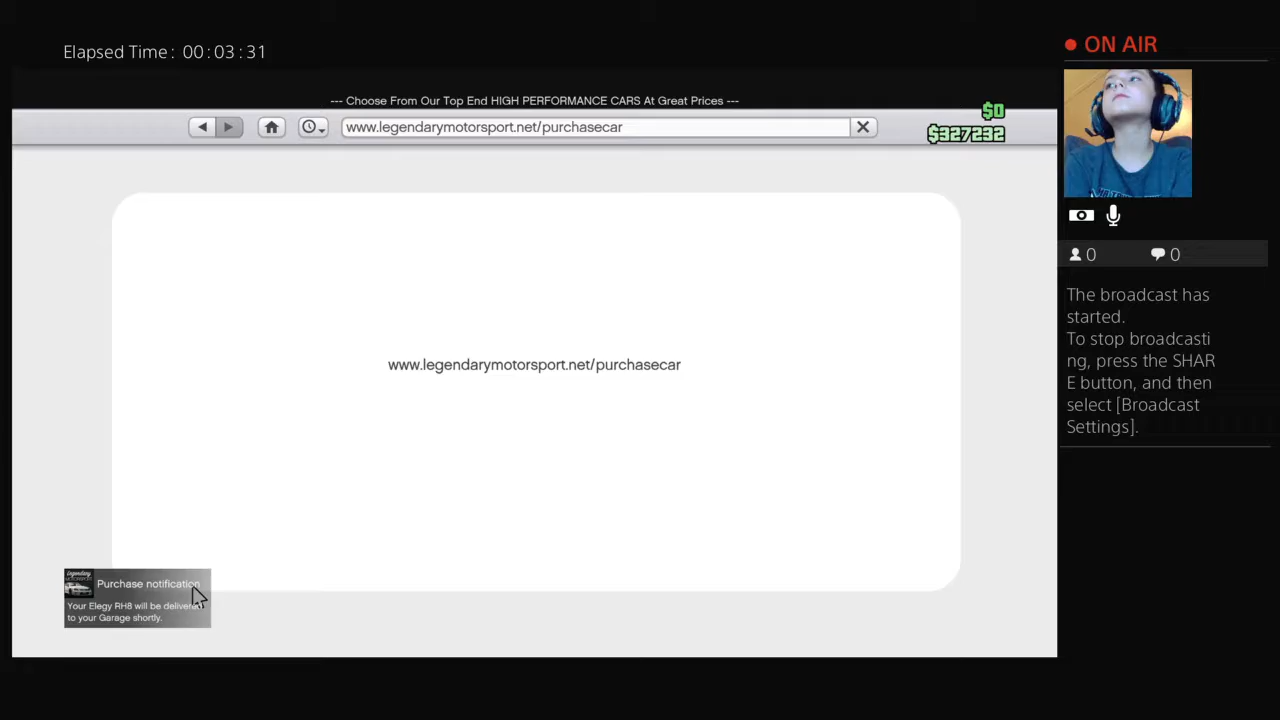 Elapsed Time: 00:03:31
ON AIR
--- Choose From Our Top End HIGH PERFORMANCE CARS At Great Prices ---
www.legendarymotorsport.net/purchasecar
$0
$327232
0
0
The broadcast has
started.
To stop broadcasti
ng, press the SHAR
E button, and then
select [Broadcast
Settings].
www.legendarymotorsport.net/purchasecar
Legendary
Purchase notification
Your Elegy RH8 will be delivered
to your Garage shortly.